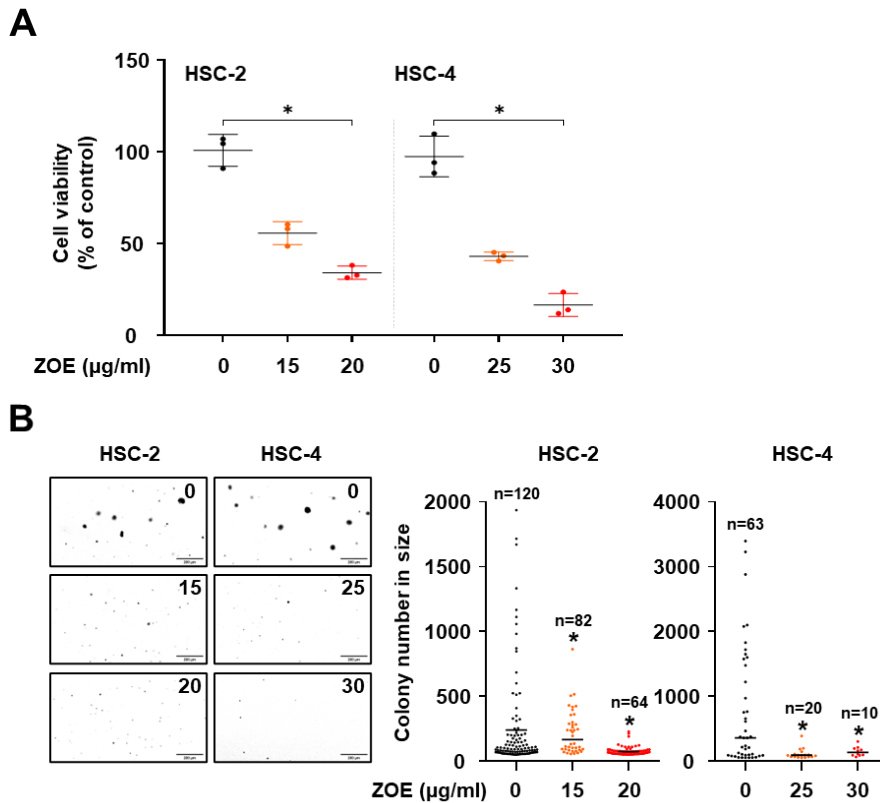 A
HSC-2
HSC-4
Cell viability
(% of control)
150
100
50
0
*
*
ZOE (µg/ml)
0
15
20
0
25
30
B
HSC-2
HSC-4
HSC-2
HSC-4
0
0
15
25
20
30
Colony number in size
2000
1500
1000
500
0
n=120
n=82
*
n=64
*
4000
3000
2000
1000
0
n=63
n=20
*
n=10
*
ZOE (µg/ml)
0
15
20
0
25
30